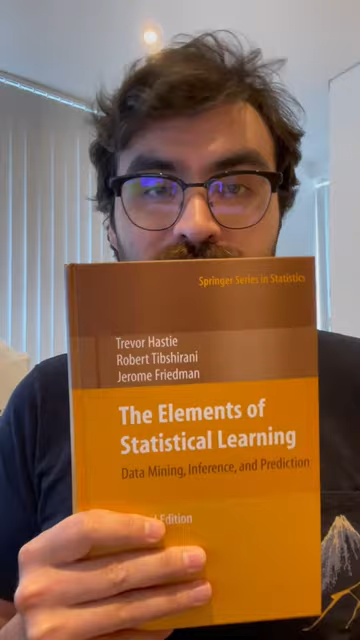 Springer Series in Statistics
Trevor Hastie
Robert Tibshirani
Jerome Friedman
The Elements of
Statistical Learning
Data Mining, Inference, and Prediction
Edition